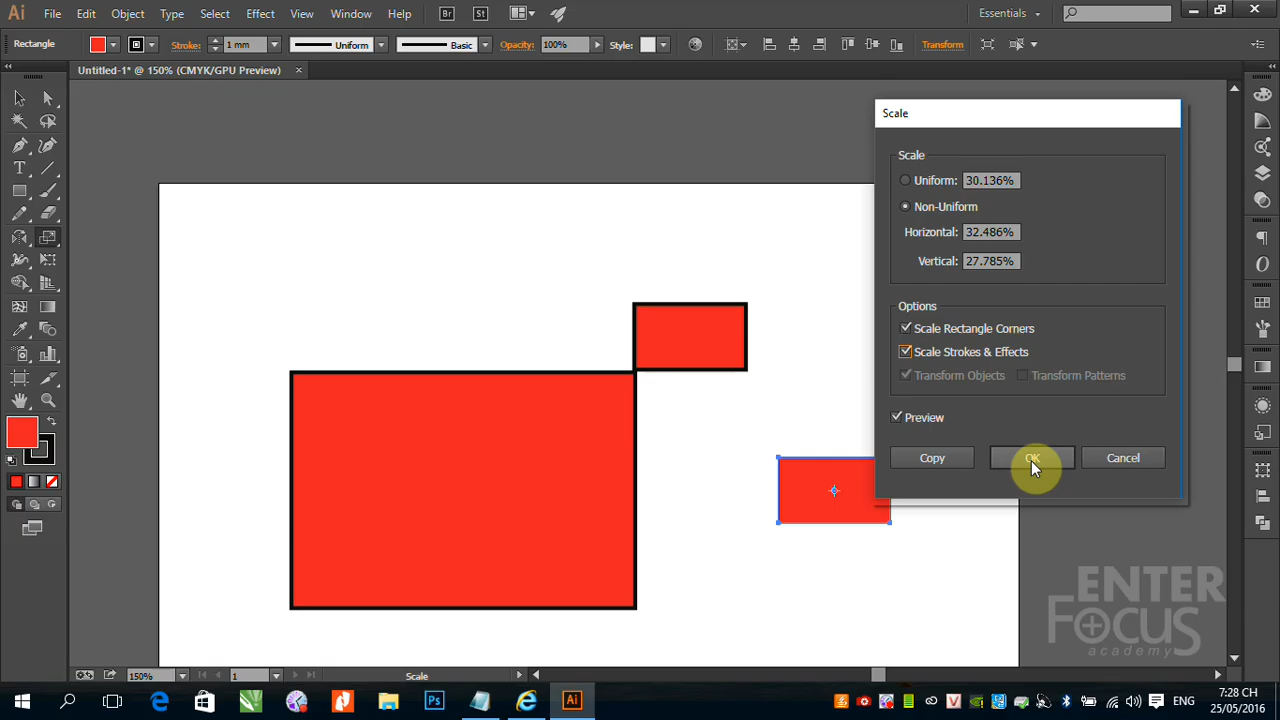 Ai File Edit Object Type Select Effect View Window Help Br St Essentials
Rectangle Stroke: 1 mm Uniform Basic Opacity: 100% Style: Transform
Untitled-1* @ 150% (CMYK/GPU Preview) ×
Scale
Scale
Uniform: 30.136%
Non-Uniform
Horizontal: 32.486%
Vertical: 27.785%
Options
Scale Rectangle Corners
Scale Strokes & Effects
Transform Objects Transform Patterns
Preview
Copy OK Cancel
ENTER
FOCUS
academy
150% 1 Scale
Ps Ai ENG
7:28 CH
25/05/2016